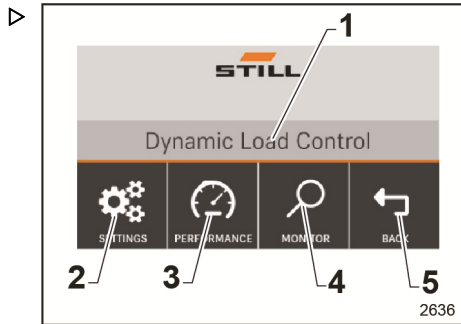 1
STILL
Dynamic Load Control
SETTINGS PERFORMANCE MONITOR BACK
2 3 4 5
2636